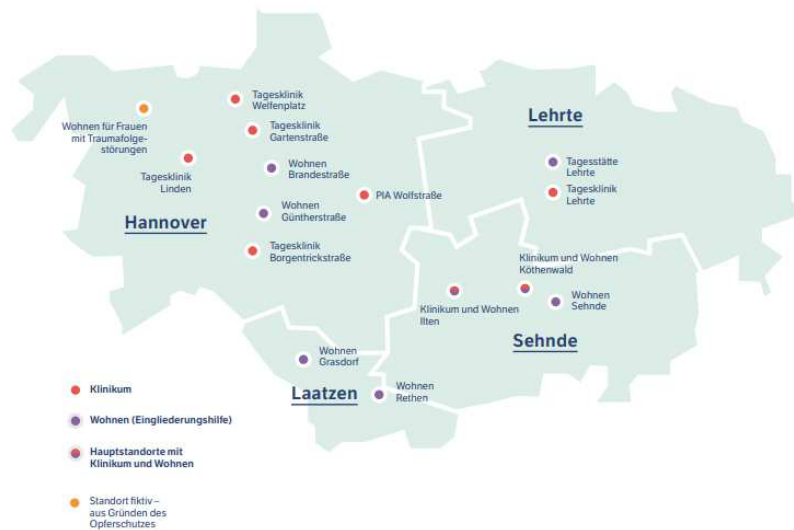 Tagesklinik
Welfenplatz
Wohnen für Frauen
mit Traumafolge-
störungen
Tagesklinik
Gartenstraße
Tagesklinik
Linden
Wohnen
Brandestraße
PIA Wolfstraße
Wohnen
Güntherstraße
Hannover
Tagesklinik
Borgentrickstraße
Lehrte
Tagesstätte
Lehrte
Tagesklinik
Lehrte
Klinikum und Wohnen
Köthenwald
Klinikum und Wohnen
Ilten
Wohnen
Sehnde
Sehnde
Wohnen
Grasdorf
Laatzen
Wohnen
Rethen
Klinikum
Wohnen (Eingliederungshilfe)
Hauptstandorte mit
Klinikum und Wohnen
Standort fiktiv –
aus Gründen des
Opferschutzes